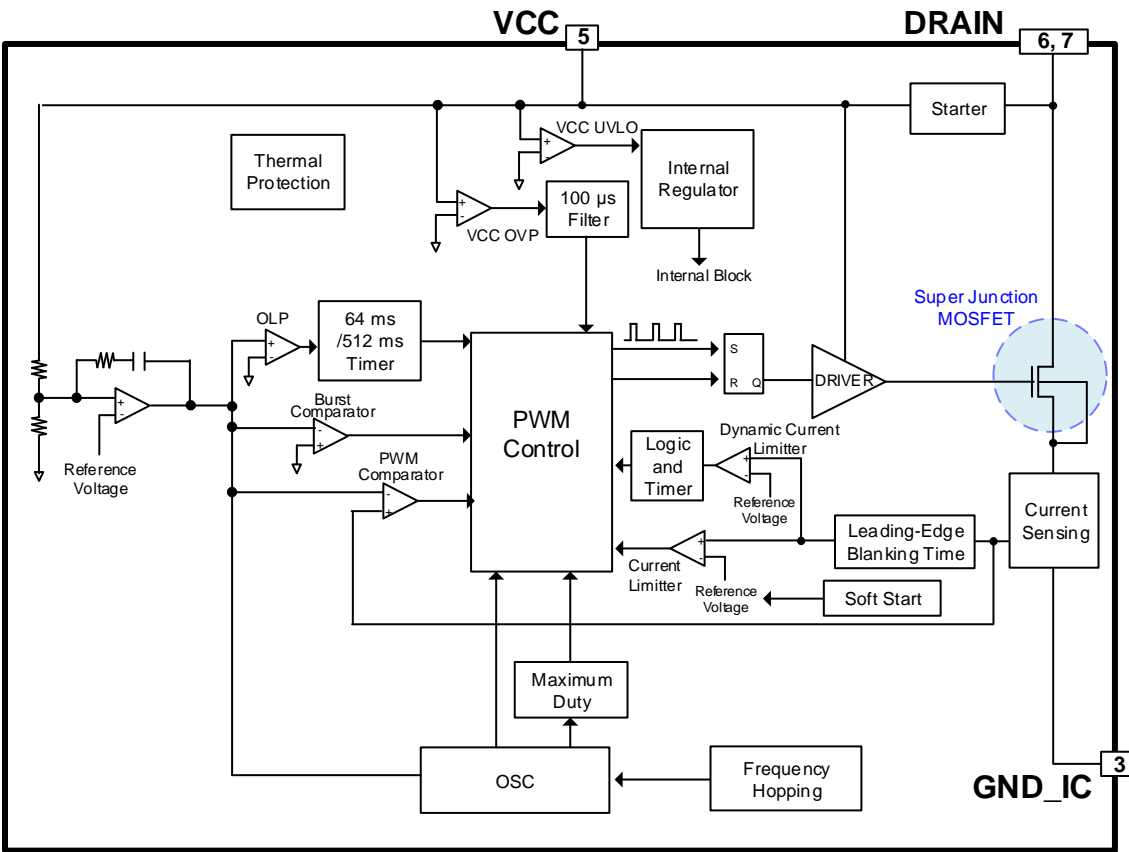 VCC
DRAIN
5
6, 7
Starter
VCC UVLO
+
-
Thermal
Protection
Internal
Regulator
100 µs
Filter
+
-
VCC OVP
Internal Block
Super Junction
MOSFET
OLP
64 ms
/512 ms
Timer
+
-
S
R Q
DRIVER
PWM
Control
+
-
Reference
Voltage
Burst
Comparator
-
+
PWM
Comparator
-
+
Dynamic Current
Limitter
Logic
and
Timer
+
-
Reference
Voltage
Leading-Edge
Blanking Time
Current
Sensing
+
-
Current
Limitter
Reference
Voltage
Soft Start
Maximum
Duty
OSC
Frequency
Hopping
3
GND_IC